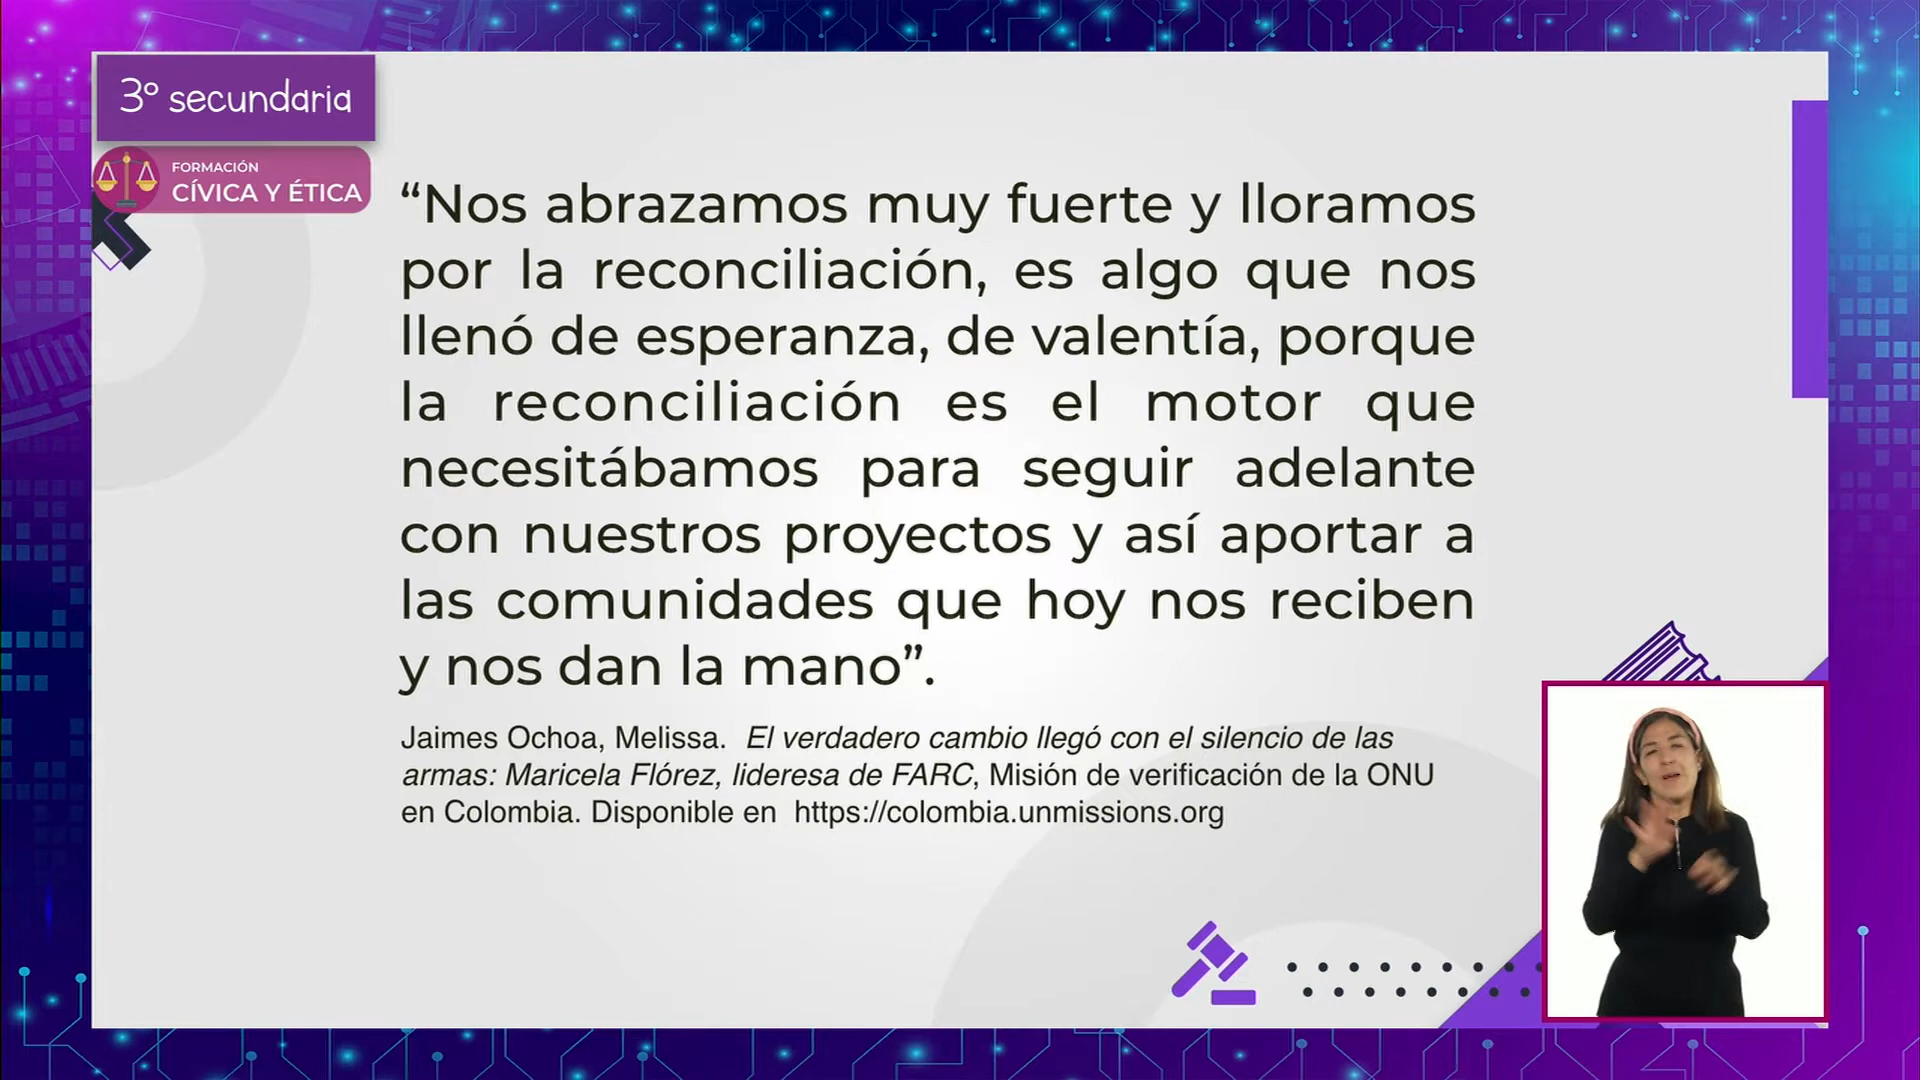 3° secundaria
FORMACIÓN
CÍVICA Y ÉTICA
“Nos abrazamos muy fuerte y lloramos
por la reconciliación, es algo que nos
llenó de esperanza, de valentía, porque
la reconciliación es el motor que
necesitábamos para seguir adelante
con nuestros proyectos y así aportar a
las comunidades que hoy nos reciben
y nos dan la mano”.
Jaimes Ochoa, Melissa. El verdadero cambio llegó con el silencio de las
armas: Maricela Flórez, lideresa de FARC, Misión de verificación de la ONU
en Colombia. Disponible en https://colombia.unmissions.org